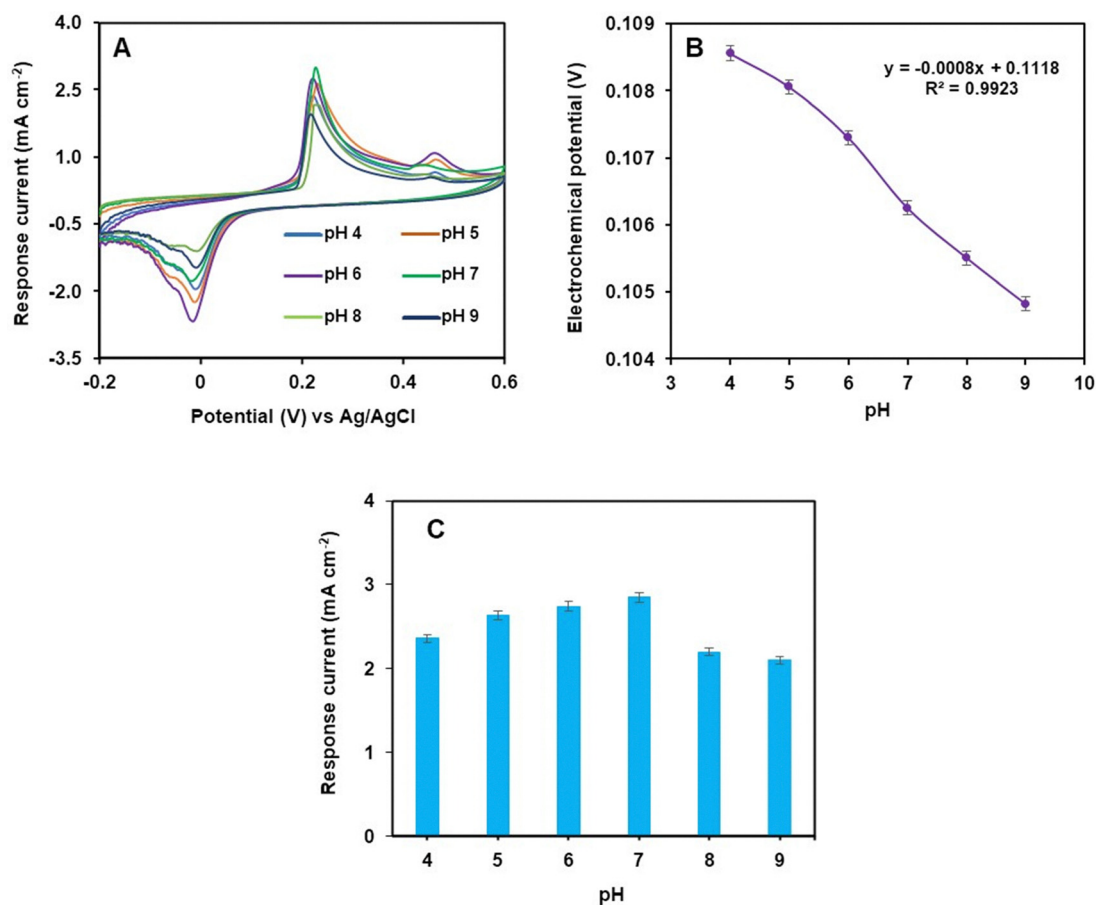 A
Response current (mA cm-2)
4.0
2.5
1.0
-0.5
-2.0
-3.5
-0.2
0
0.2
0.4
0.6
Potential (V) vs Ag/AgCl
pH 4
pH 5
pH 6
pH 7
pH 8
pH 9
B
Electrochemical potential (V)
0.109
0.108
0.107
0.106
0.105
0.104
3
4
5
6
7
8
9
10
pH
y = -0.0008x + 0.1118
R² = 0.9923
C
Response current (mA cm-2)
4
3
2
1
0
4
5
6
7
8
9
pH